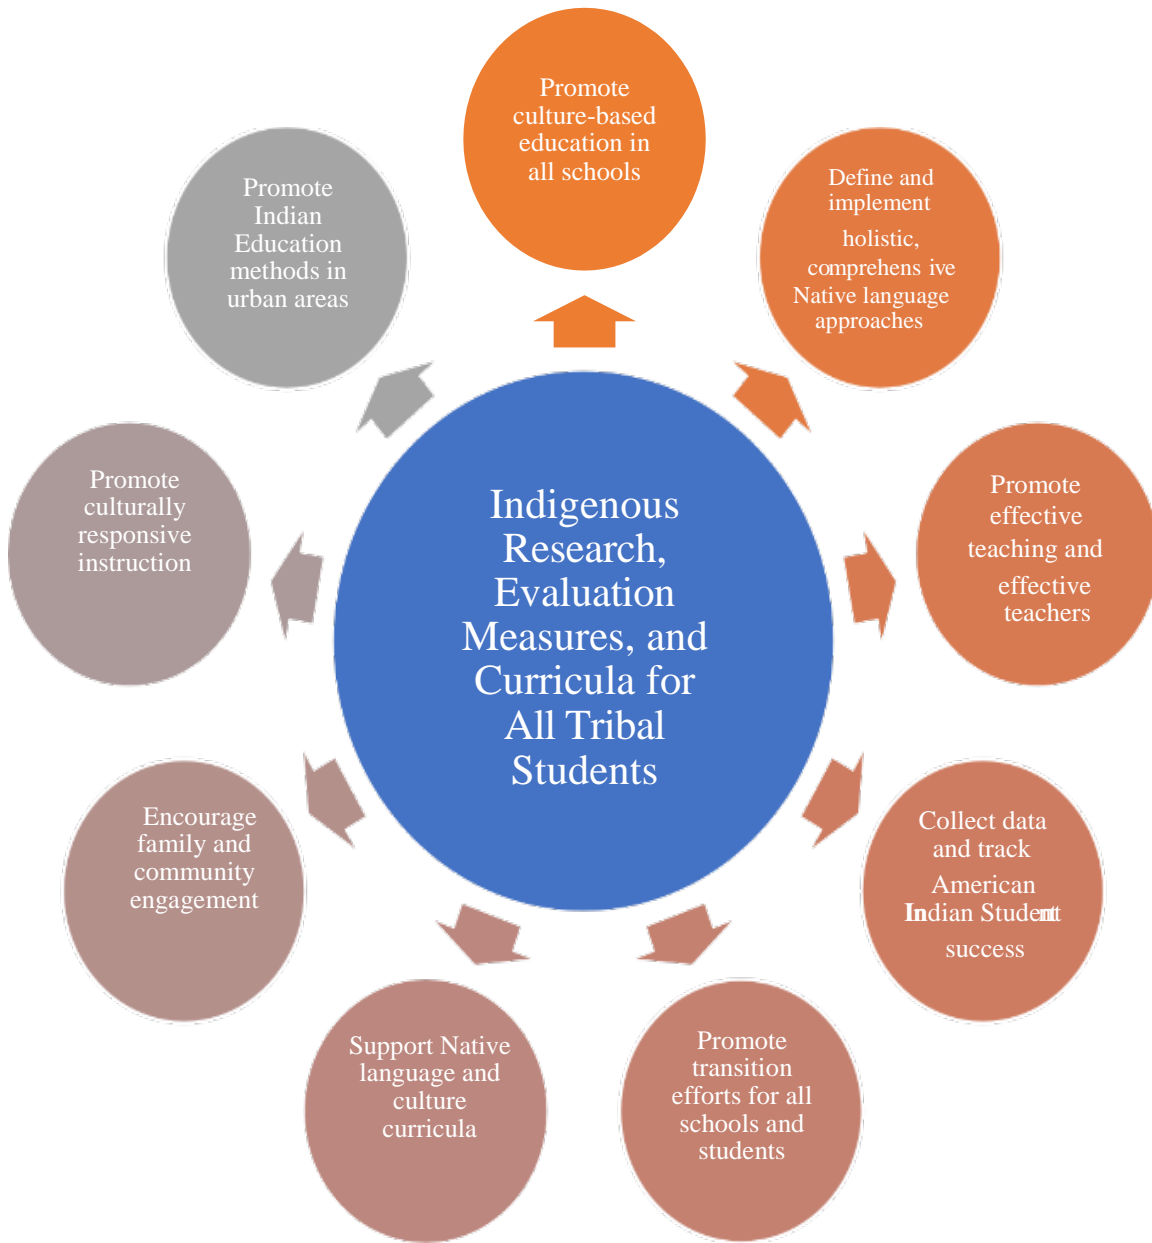 Promote
culture-based
education in
all schools
Define and
implement
holistic,
comprehens ive
Native language
approaches
Promote
effective
teaching and
effective
teachers
Collect data
and track
American
Indian Student
success
Promote
transition
efforts for all
schools and
students
Support Native
language and
culture
curricula
Encourage
family and
community
engagement
Promote
culturally
responsive
instruction
Promote
Indian
Education
methods in
urban areas
Indigenous
Research,
Evaluation
Measures, and
Curricula for
All Tribal
Students